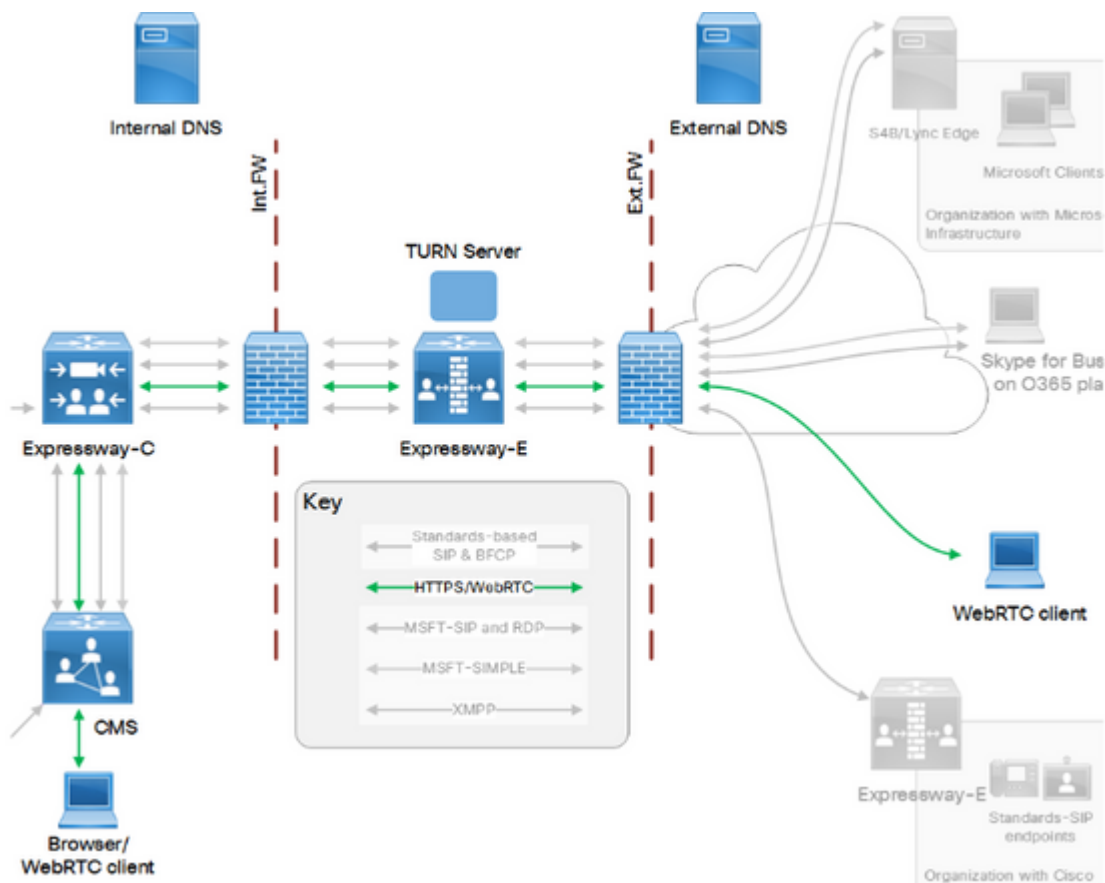 Internal DNS
External DNS
Int.FW
Ext.FW
S4B/Lync Edge
Microsoft Clients
Organization with Micros
Infrastructure
TURN Server
Skype for Bus
on O365 pla
Expressway-C
Expressway-E
Key
Standards-based
SIP & BFCP
HTTPS/WebRTC
MSFT-SIP and RDP
MSFT-SIMPLE
XMPP
WebRTC client
CMS
Browser/
WebRTC client
Expressway-E
Standards-SIP
endpoints
Organization with Cisco